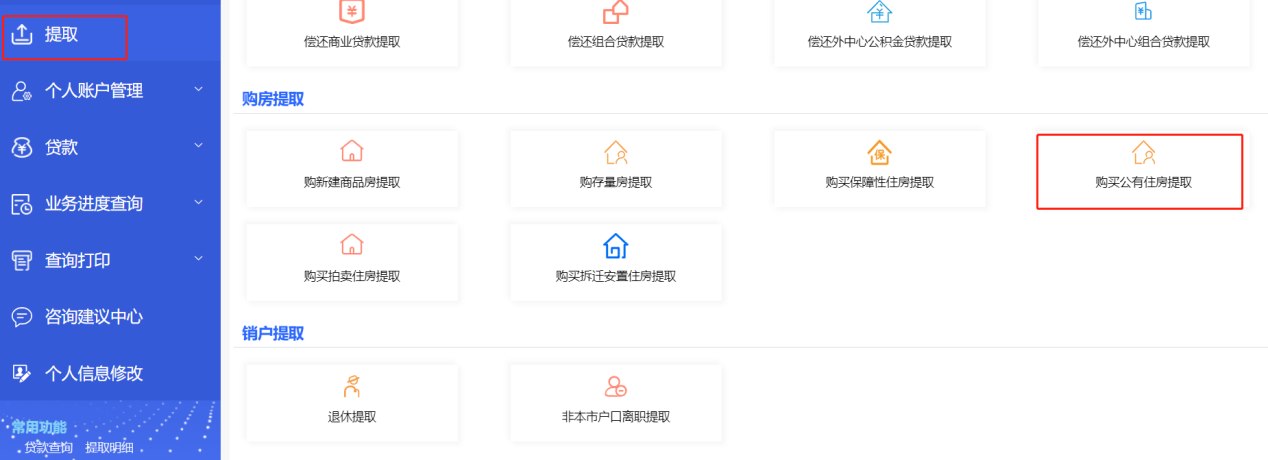 提取
个人账户管理
贷款
业务进度查询
查询打印
咨询建议中心
个人信息修改
常用功能
贷款查询 提取明细
偿还商业贷款提取
偿还组合贷款提取
偿还外中心公积金贷款提取
偿还外中心组合贷款提取
购房提取
购新建商品房提取
购存量房提取
保
购买保障性住房提取
购买公有住房提取
购买拍卖住房提取
购买拆迁安置住房提取
销户提取
退休提取
非本市户口离职提取